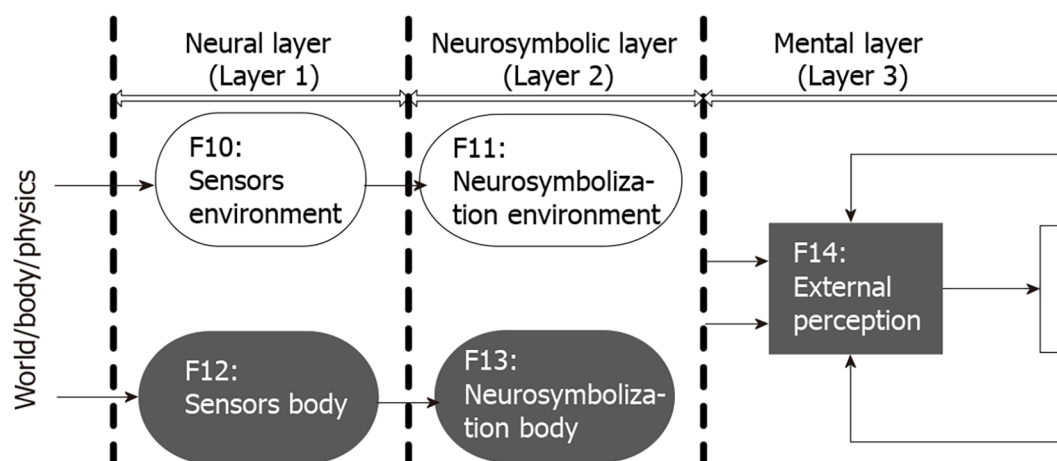 Neural layer
(Layer 1)
Neurosymbolic layer
(Layer 2)
Mental layer
(Layer 3)
World/body/physics
F10:
Sensors
environment
F11:
Neurosymboliza-
tion environment
F14:
External
perception
F12:
Sensors body
F13:
Neurosymboliza-
tion body